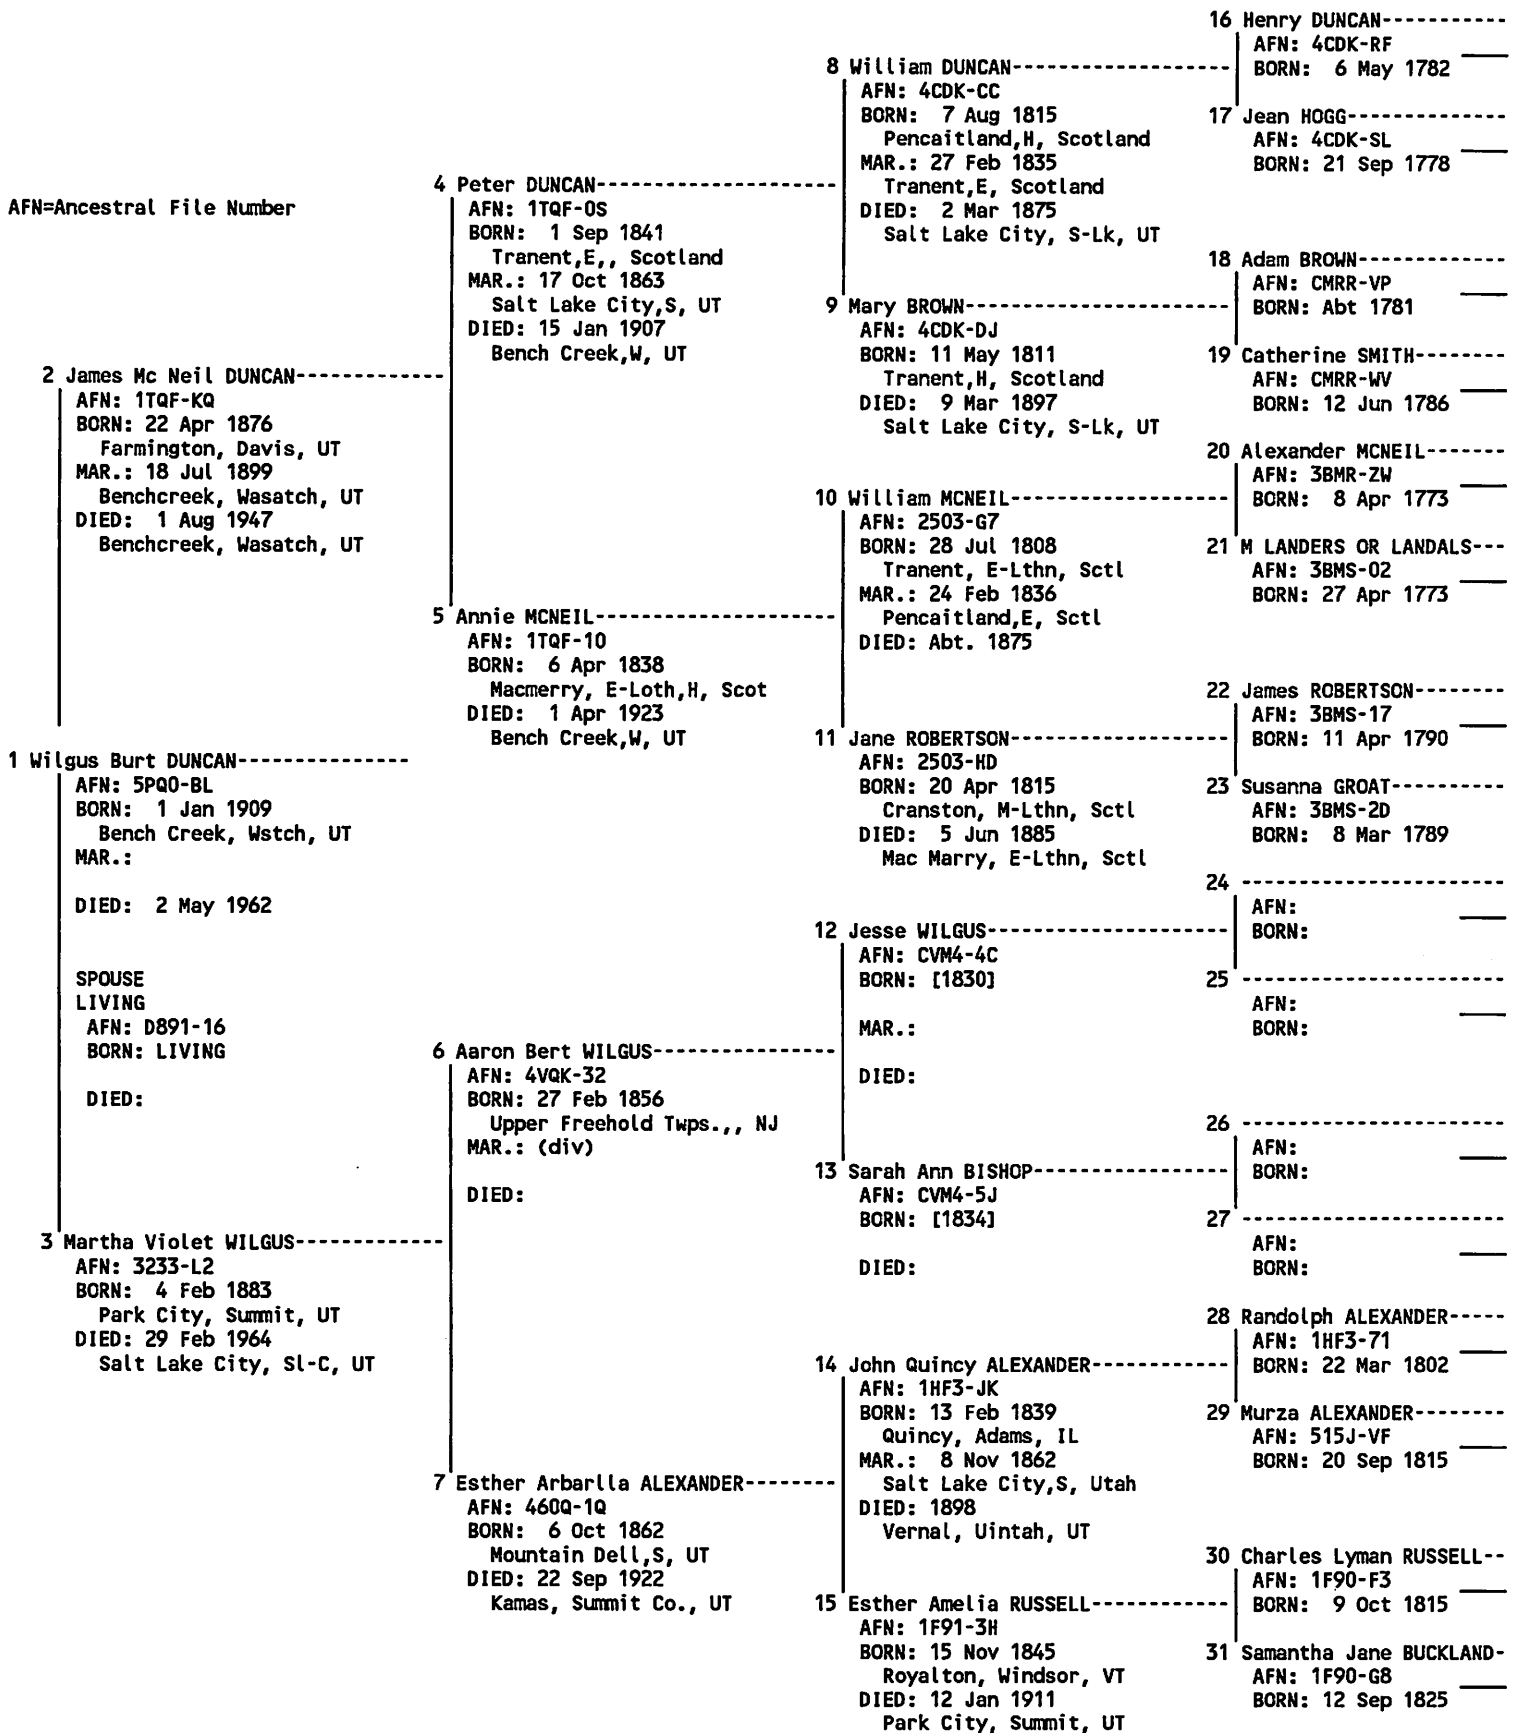 AFN=Ancestral File Number
1 Wilgus Burt DUNCAN---------------
AFN: 5PQ0-BL
BORN: 1 Jan 1909
Bench Creek, Wstch, UT
MAR.:
DIED: 2 May 1962
SPOUSE
LIVING
AFN: D891-16
BORN: LIVING
DIED:
2 James Mc Neil DUNCAN-------------
AFN: 1TQF-KQ
BORN: 22 Apr 1876
Farmington, Davis, UT
MAR.: 18 Jul 1899
Benchcreek, Wasatch, UT
DIED: 1 Aug 1947
Benchcreek, Wasatch, UT
3 Martha Violet WILGUS-------------
AFN: 3233-L2
BORN: 4 Feb 1883
Park City, Summit, UT
DIED: 29 Feb 1964
Salt Lake City, Sl-C, UT
4 Peter DUNCAN---------------------
AFN: 1TQF-0S
BORN: 1 Sep 1841
Tranent,E,, Scotland
MAR.: 17 Oct 1863
Salt Lake City,S, UT
DIED: 15 Jan 1907
Bench Creek,W, UT
5 Annie MCNEIL---------------------
AFN: 1TQF-10
BORN: 6 Apr 1838
Macmerry, E-Loth,H, Scot
DIED: 1 Apr 1923
Bench Creek,W, UT
6 Aaron Bert WILGUS----------------
AFN: 4VQK-32
BORN: 27 Feb 1856
Upper Freehold Twps.,, NJ
MAR.: (div)
DIED:
7 Esther Arbarlla ALEXANDER--------
AFN: 460Q-1Q
BORN: 6 Oct 1862
Mountain Dell,S, UT
DIED: 22 Sep 1922
Kamas, Summit Co., UT
8 William DUNCAN-------------------
AFN: 4CDK-CC
BORN: 7 Aug 1815
Pencaitland,H, Scotland
MAR.: 27 Feb 1835
Tranent,E, Scotland
DIED: 2 Mar 1875
Salt Lake City, S-Lk, UT
9 Mary BROWN-----------------------
AFN: 4CDK-DJ
BORN: 11 May 1811
Tranent,H, Scotland
DIED: 9 Mar 1897
Salt Lake City, S-Lk, UT
10 William MCNEIL-------------------
AFN: 2503-G7
BORN: 28 Jul 1808
Tranent, E-Lthn, Sctl
MAR.: 24 Feb 1836
Pencaitland,E, Sctl
DIED: Abt. 1875
11 Jane ROBERTSON-------------------
AFN: 2503-HD
BORN: 20 Apr 1815
Cranston, M-Lthn, Sctl
DIED: 5 Jun 1885
Mac Marry, E-Lthn, Sctl
12 Jesse WILGUS---------------------
AFN: CVM4-4C
BORN: [1830]
MAR.:
DIED:
13 Sarah Ann BISHOP-----------------
AFN: CVM4-5J
BORN: [1834]
DIED:
14 John Quincy ALEXANDER------------
AFN: 1HF3-JK
BORN: 13 Feb 1839
Quincy, Adams, IL
MAR.: 8 Nov 1862
Salt Lake City,S, Utah
DIED: 1898
Vernal, Uintah, UT
15 Esther Amelia RUSSELL------------
AFN: 1F91-3H
BORN: 15 Nov 1845
Royalton, Windsor, VT
DIED: 12 Jan 1911
Park City, Summit, UT
16 Henry DUNCAN-----------
AFN: 4CDK-RF
BORN: 6 May 1782
17 Jean HOGG--------------
AFN: 4CDK-SL
BORN: 21 Sep 1778
18 Adam BROWN-------------
AFN: CMRR-VP
BORN: Abt 1781
19 Catherine SMITH--------
AFN: CMRR-WV
BORN: 12 Jun 1786
20 Alexander MCNEIL-------
AFN: 3BMR-ZW
BORN: 8 Apr 1773
21 M LANDERS OR LANDALS---
AFN: 3BMS-02
BORN: 27 Apr 1773
22 James ROBERTSON--------
AFN: 3BMS-17
BORN: 11 Apr 1790
23 Susanna GROAT----------
AFN: 3BMS-2D
BORN: 8 Mar 1789
24 ----------------------
AFN:
BORN:
25 ----------------------
AFN:
BORN:
26 ----------------------
AFN:
BORN:
27 ----------------------
AFN:
BORN:
28 Randolph ALEXANDER-----
AFN: 1HF3-71
BORN: 22 Mar 1802
29 Murza ALEXANDER--------
AFN: 515J-VF
BORN: 20 Sep 1815
30 Charles Lyman RUSSELL--
AFN: 1F90-F3
BORN: 9 Oct 1815
31 Samantha Jane BUCKLAND-
AFN: 1F90-G8
BORN: 12 Sep 1825